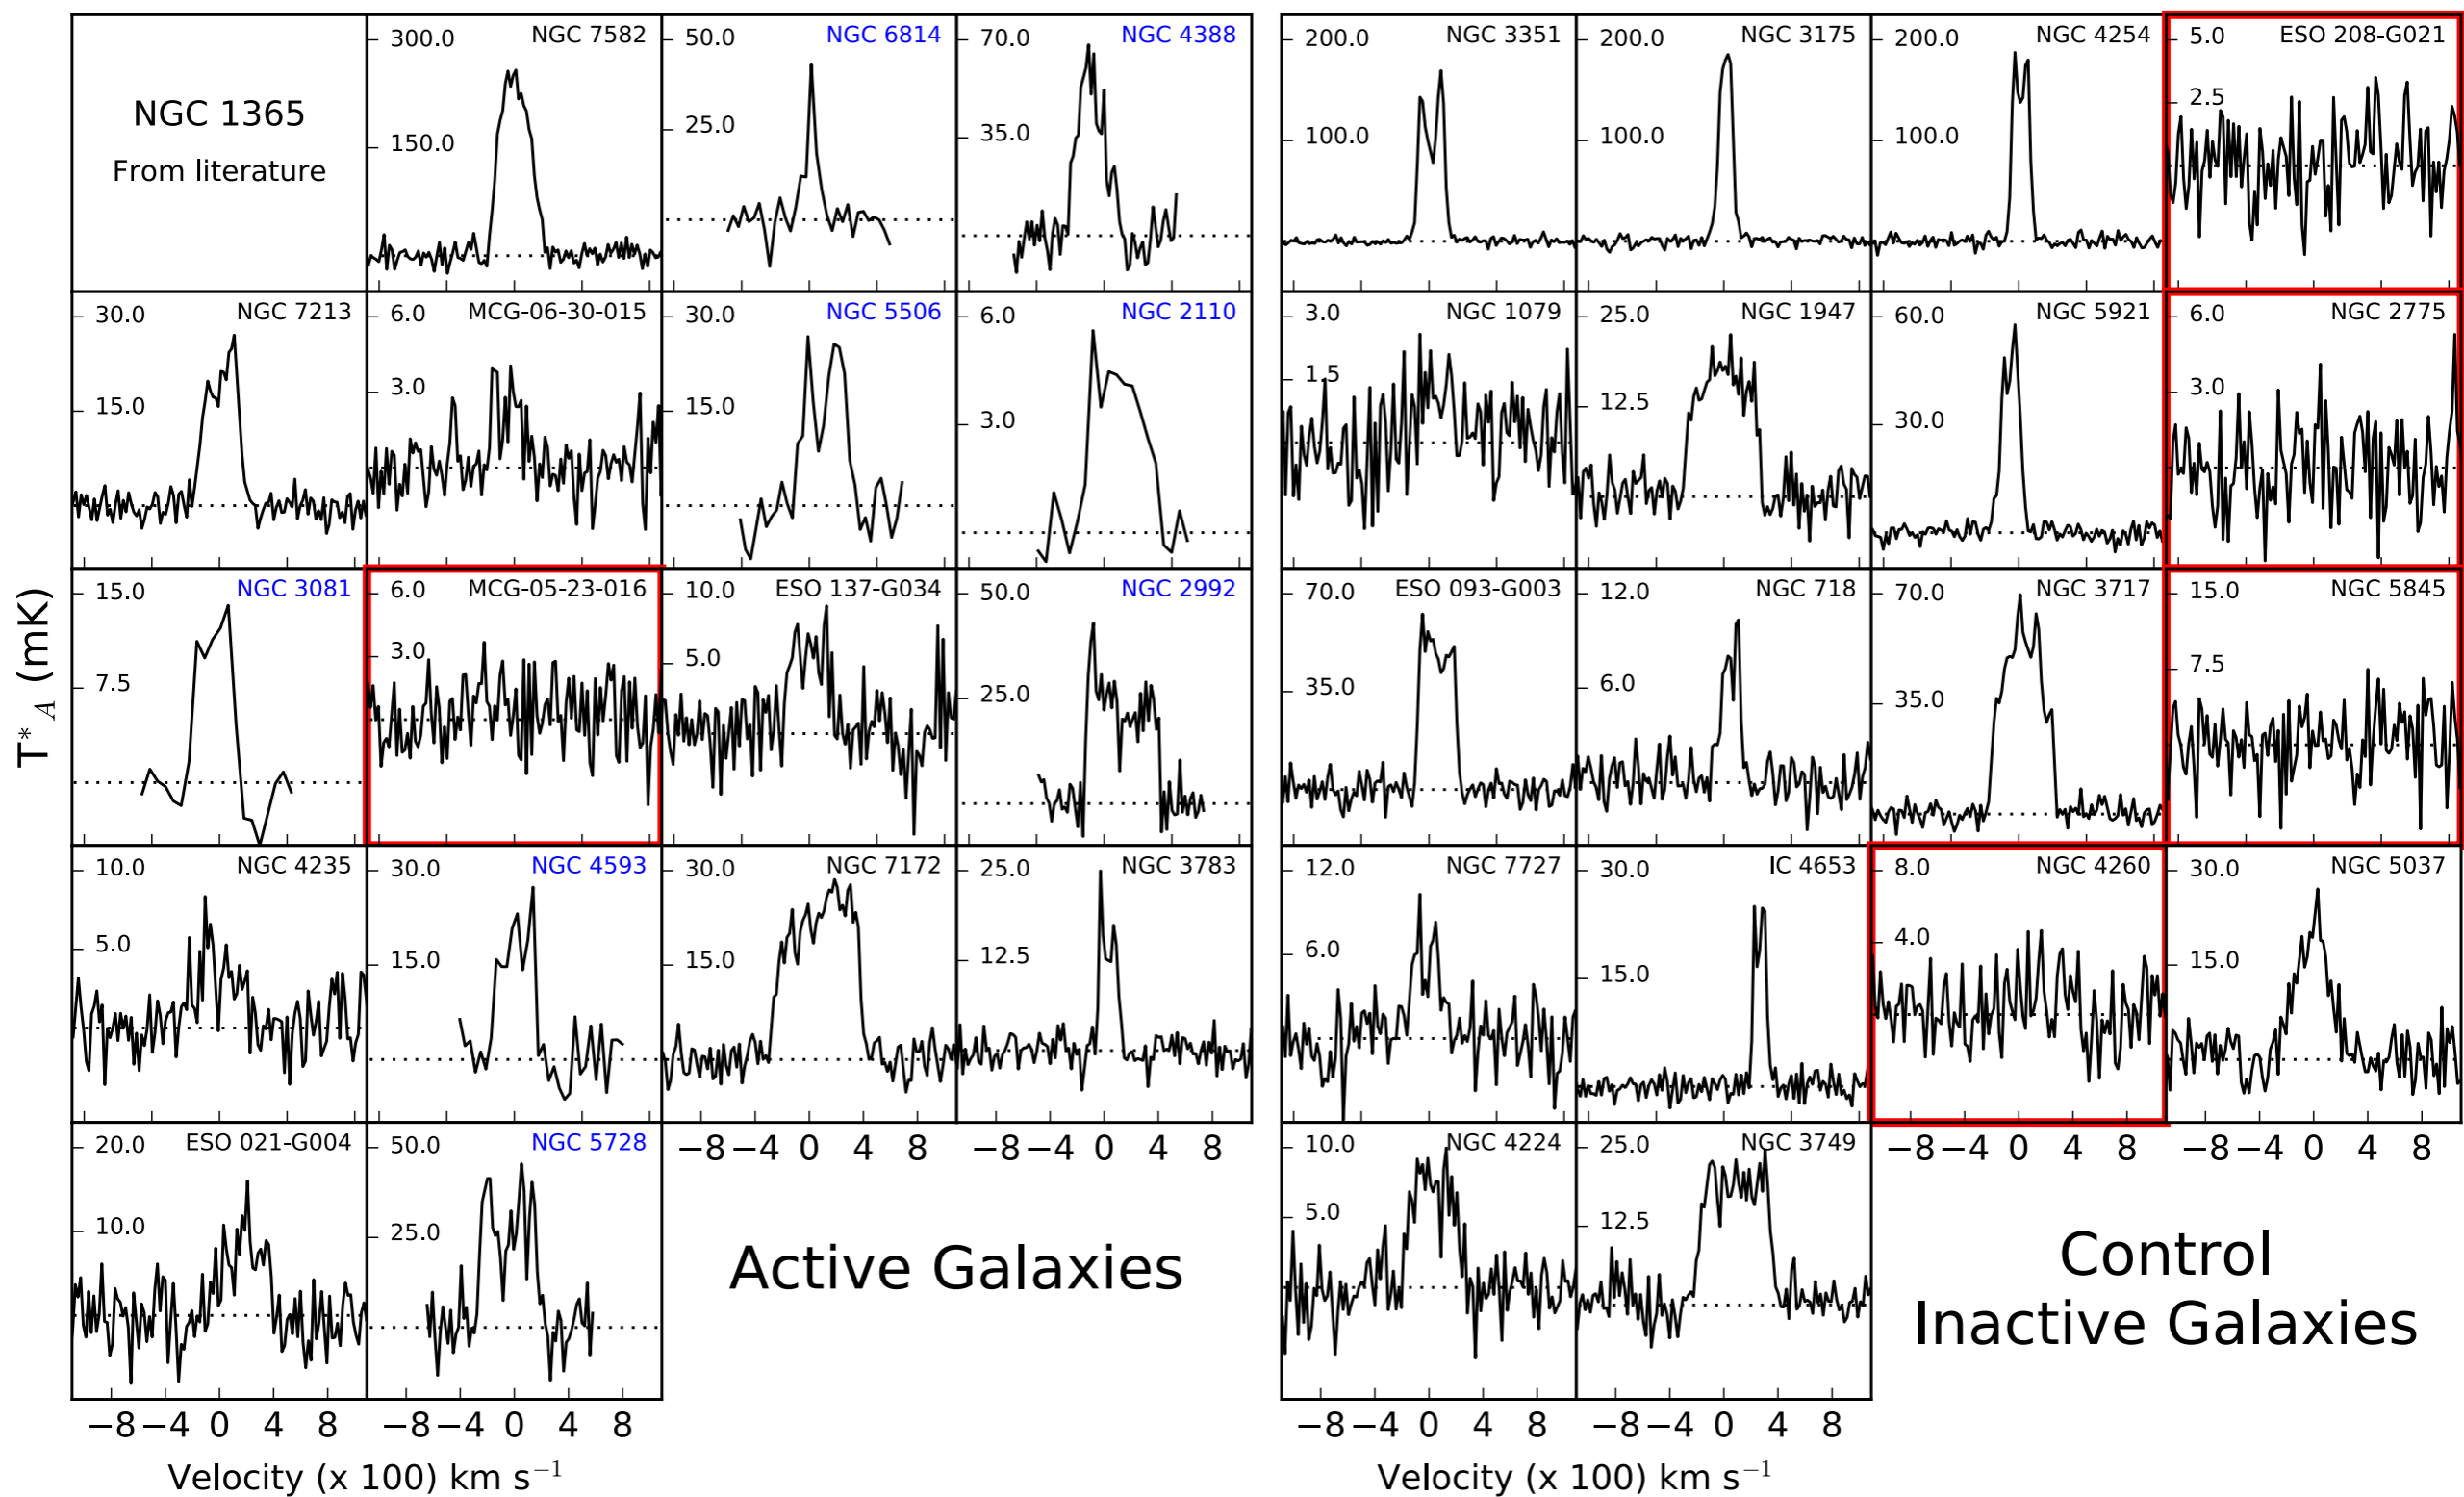 NGC 1365
From literature
NGC 7582
300.0
150.0
NGC 6814
50.0
25.0
NGC 4388
70.0
35.0
NGC 3351
200.0
100.0
NGC 3175
200.0
100.0
NGC 4254
200.0
100.0
ESO 208-G021
5.0
2.5
NGC 7213
30.0
15.0
MCG-06-30-015
6.0
3.0
NGC 5506
30.0
15.0
NGC 2110
6.0
3.0
NGC 1079
3.0
1.5
NGC 1947
25.0
12.5
NGC 5921
60.0
30.0
NGC 2775
6.0
3.0
NGC 3081
15.0
7.5
MCG-05-23-016
6.0
3.0
ESO 137-G034
10.0
5.0
NGC 2992
50.0
25.0
ESO 093-G003
70.0
35.0
NGC 718
12.0
6.0
NGC 3717
70.0
35.0
NGC 5845
15.0
7.5
NGC 4235
10.0
5.0
NGC 4593
30.0
15.0
NGC 7172
30.0
15.0
NGC 3783
25.0
12.5
NGC 7727
12.0
6.0
IC 4653
30.0
15.0
NGC 4260
8.0
4.0
NGC 5037
30.0
15.0
ESO 021-G004
20.0
10.0
NGC 5728
50.0
25.0
−8 −4 0 4 8
−8 −4 0 4 8
NGC 4224
10.0
5.0
NGC 3749
25.0
12.5
−8 −4 0 4 8
−8 −4 0 4 8
Active Galaxies
Control
Inactive Galaxies
−8 −4 0 4 8
−8 −4 0 4 8
−8 −4 0 4 8
−8 −4 0 4 8
T*A (mK)
Velocity (x 100) km s−1
Velocity (x 100) km s−1